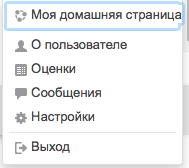 Моя домашняя страница
О пользователе
Оценки
Сообщения
Настройки
Выход